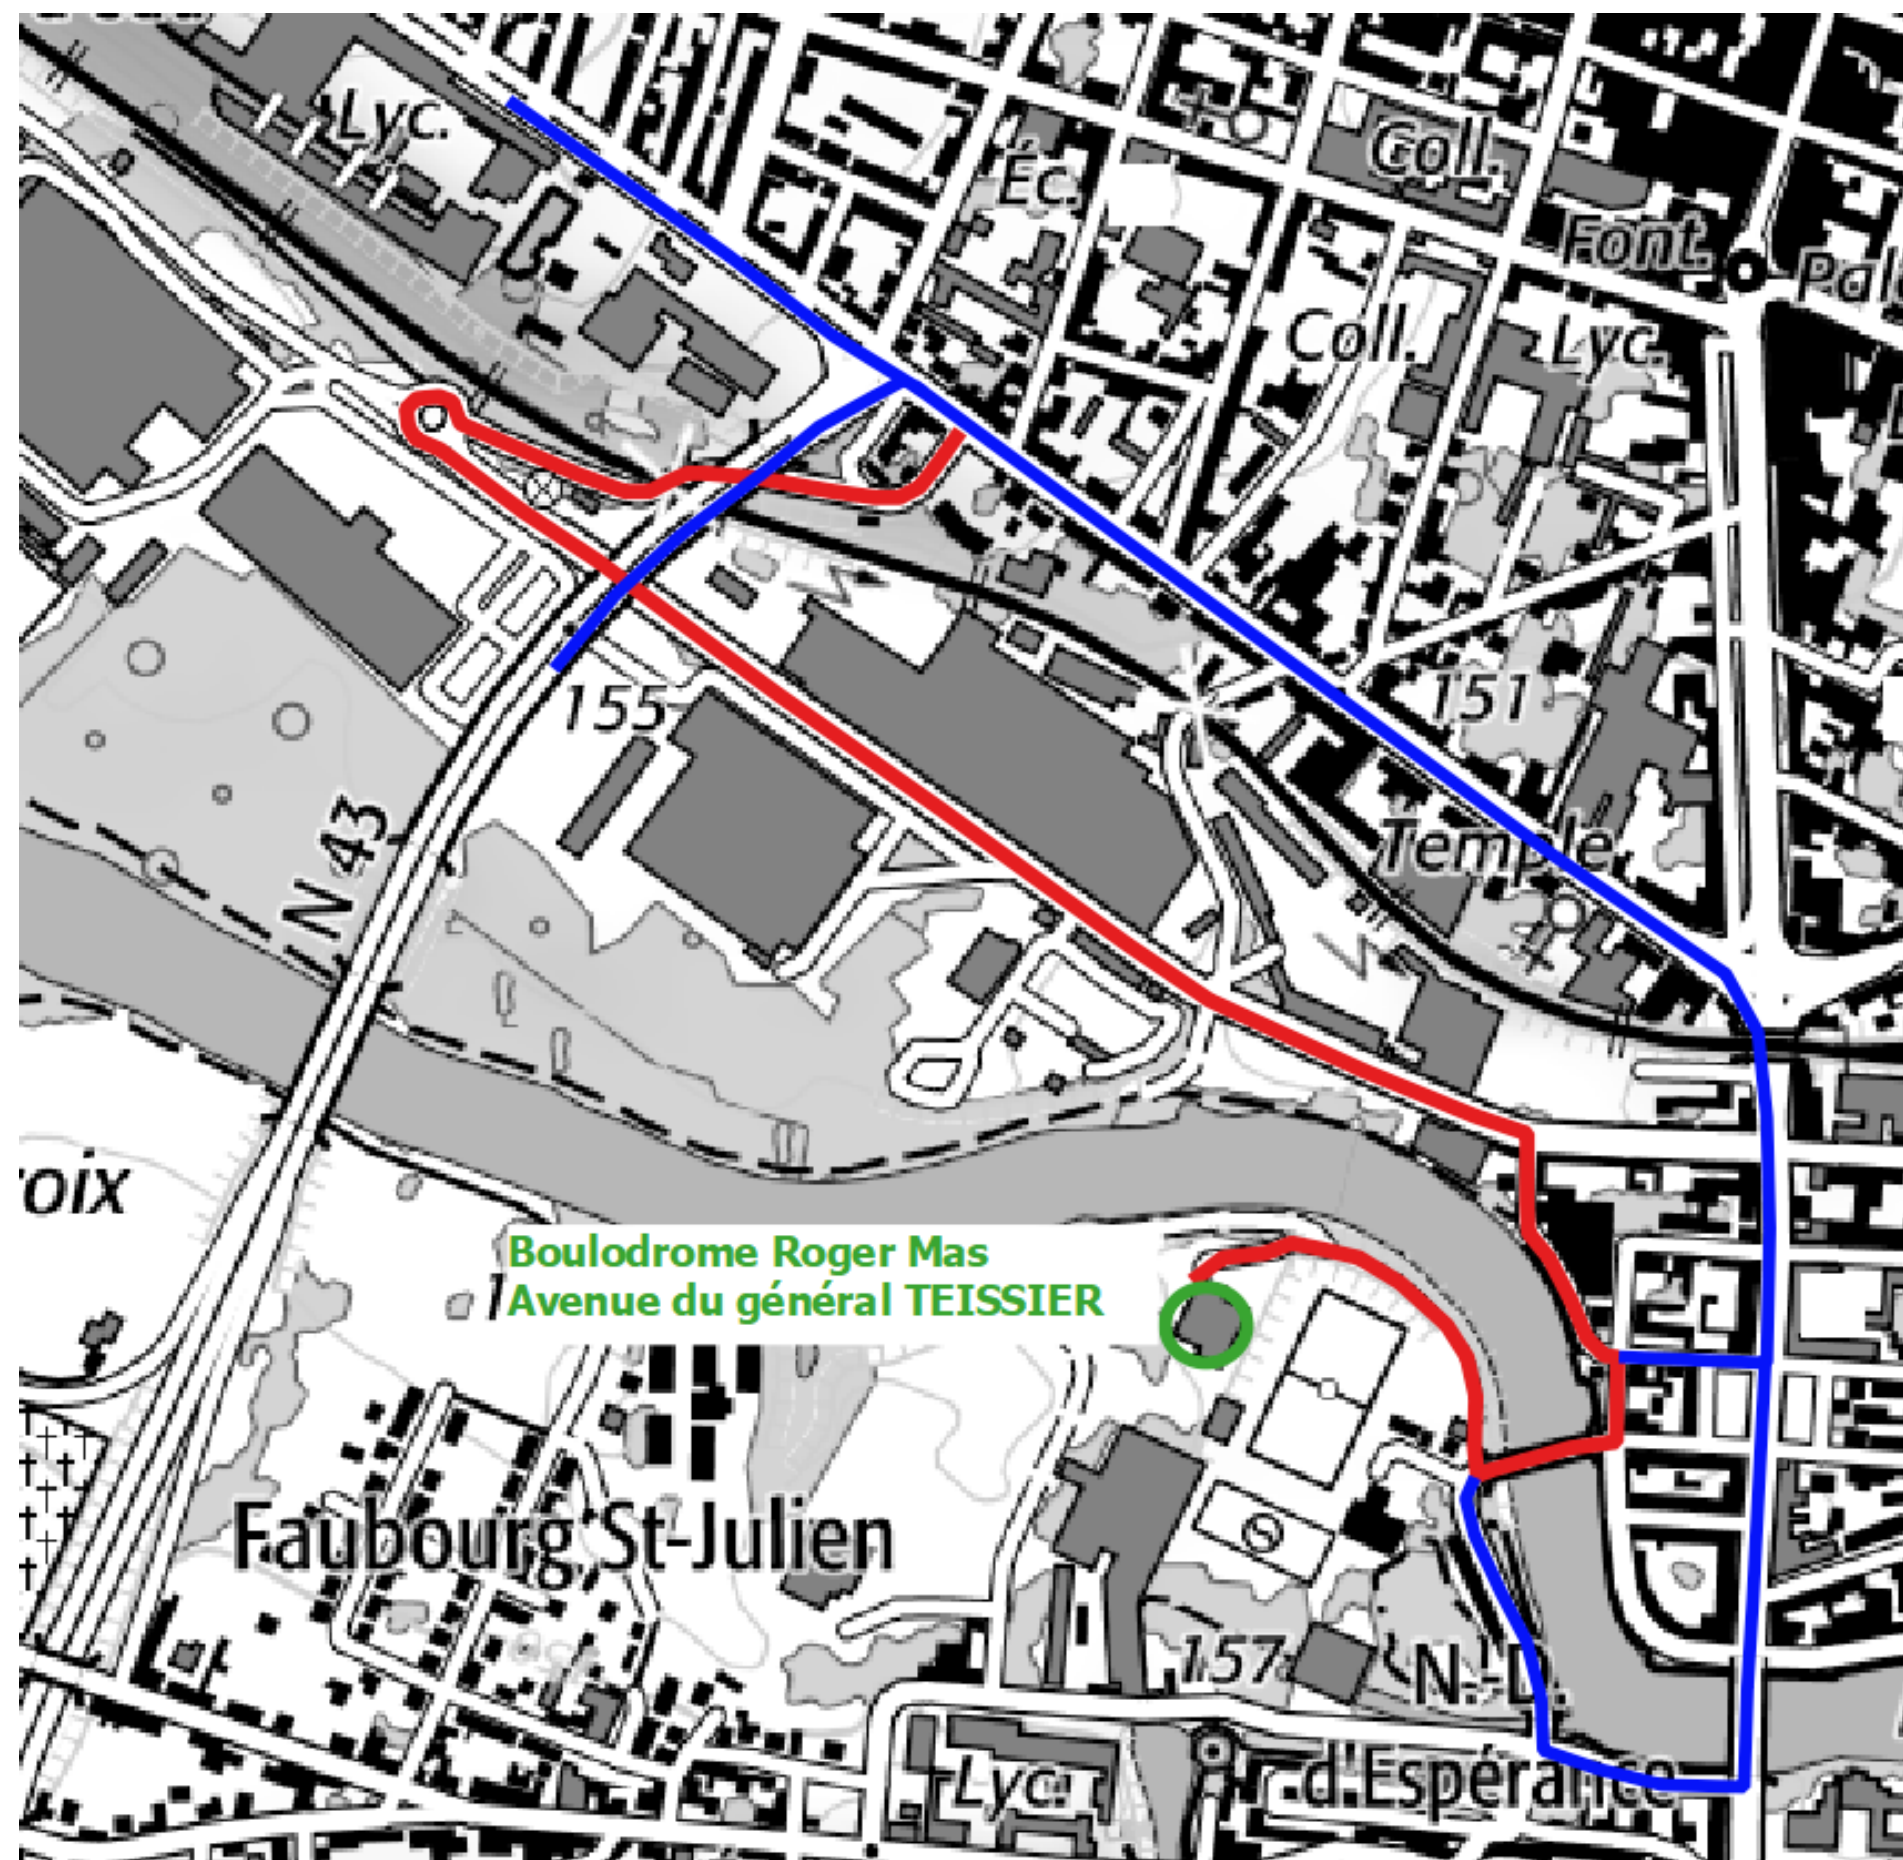 Lyc.
Éc.
Coll.
Font.
Coll.
Lyc.
155
151
Temple
N 43
oix
Boulodrome Roger Mas
Avenue du général TEISSIER
Faubourg St-Julien
157
N.-D.
d'Espérance
Lyc.